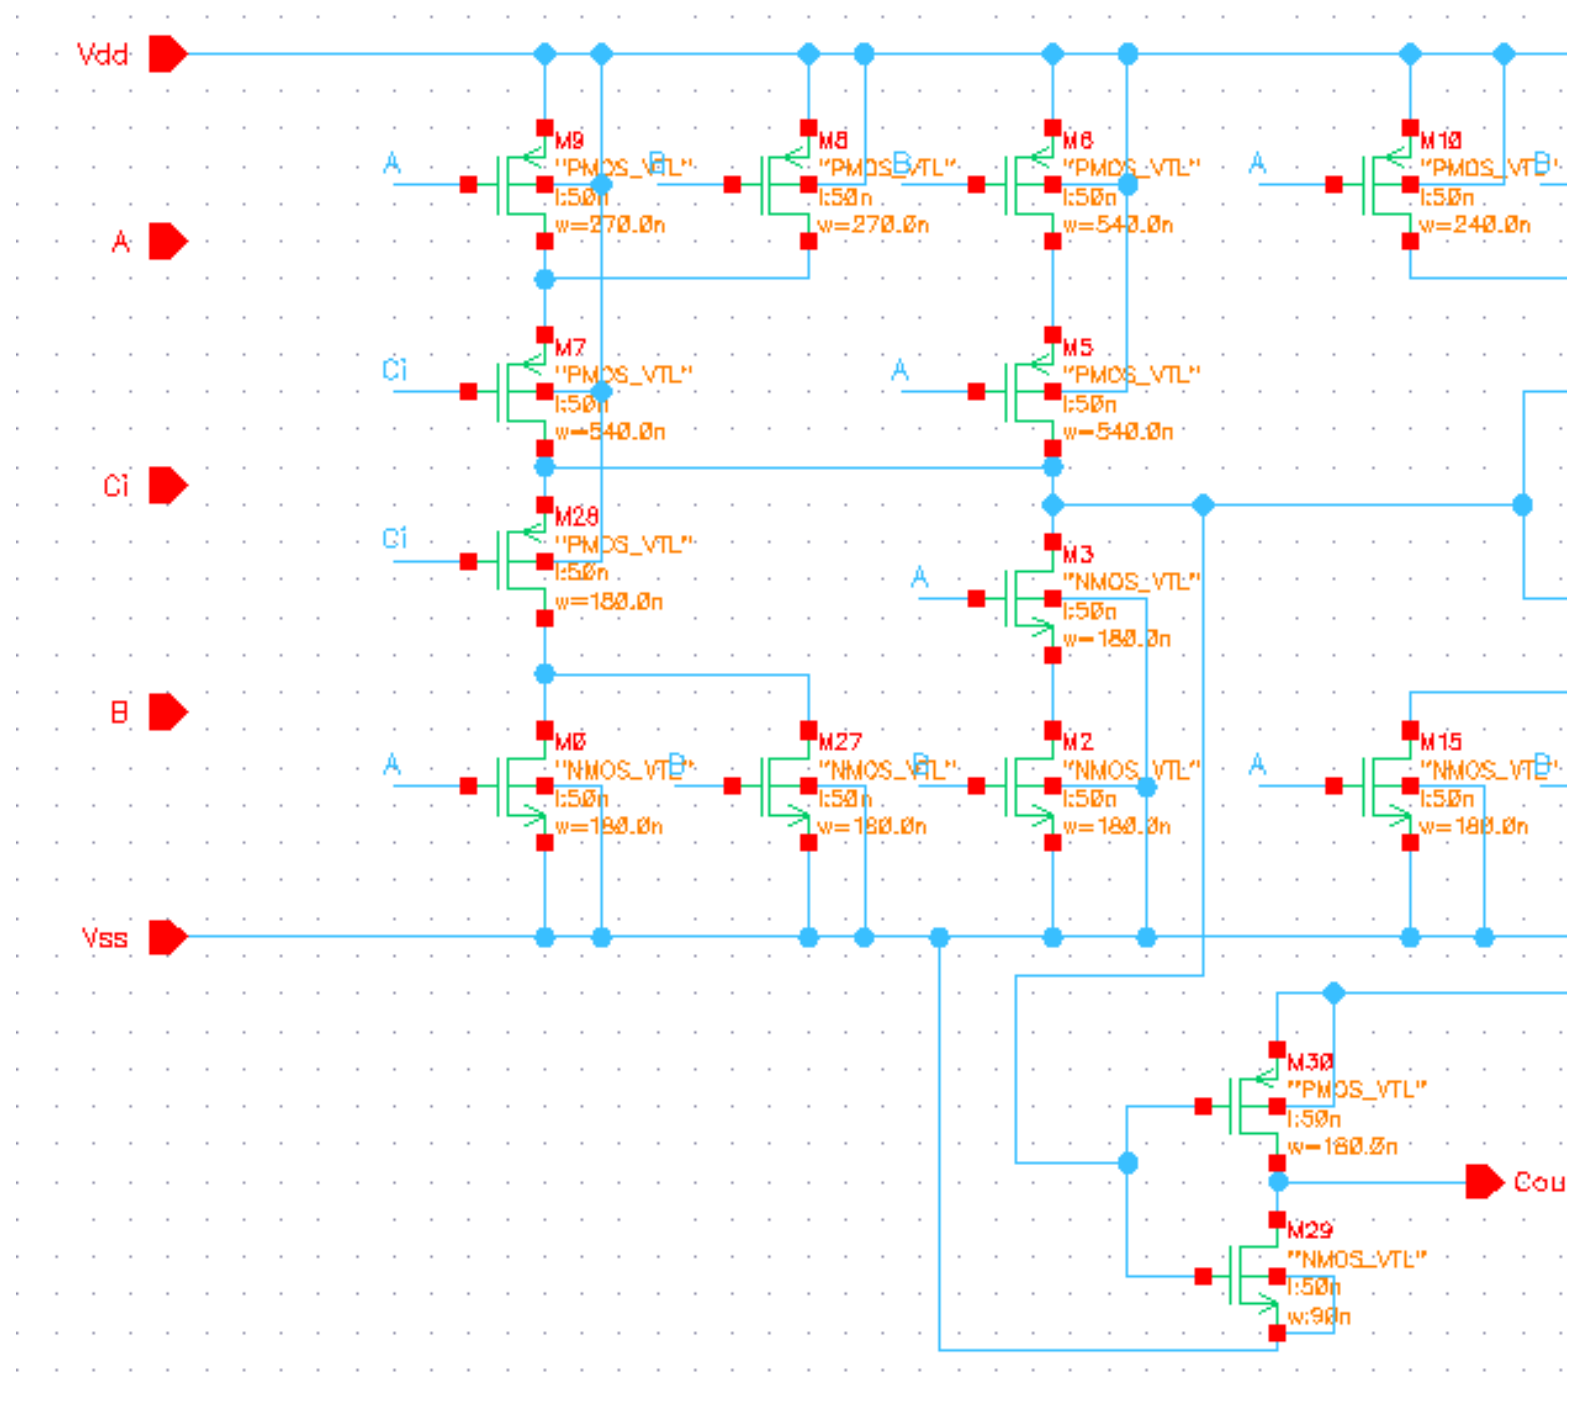 Vdd
M9
A
"PMOS_VTL"
l:50n
w=270.0n
M8
B
"PMOS_VTL"
l:50n
w=270.0n
M6
B
"PMOS_VTL"
l:50n
w=540.0n
M10
A
"PMOS_VTL"
B
l:50n
w=240.0n
A
M7
Ci
"PMOS_VTL"
l:50n
w=540.0n
M5
A
"PMOS_VTL"
l:50n
w=540.0n
Ci
M28
Ci
"PMOS_VTL"
l:50n
w=180.0n
M3
A
"NMOS_VTL"
l:50n
w=180.0n
B
M0
A
"NMOS_VTL"
l:50n
w=180.0n
M27
B
"NMOS_VTL"
l:50n
w=180.0n
M2
B
"NMOS_VTL"
l:50n
w=180.0n
M15
A
"NMOS_VTL"
B
l:50n
w=180.0n
Vss
M30
"PMOS_VTL"
l:50n
w=180.0n
Cou
M29
"NMOS_VTL"
l:50n
w:90n